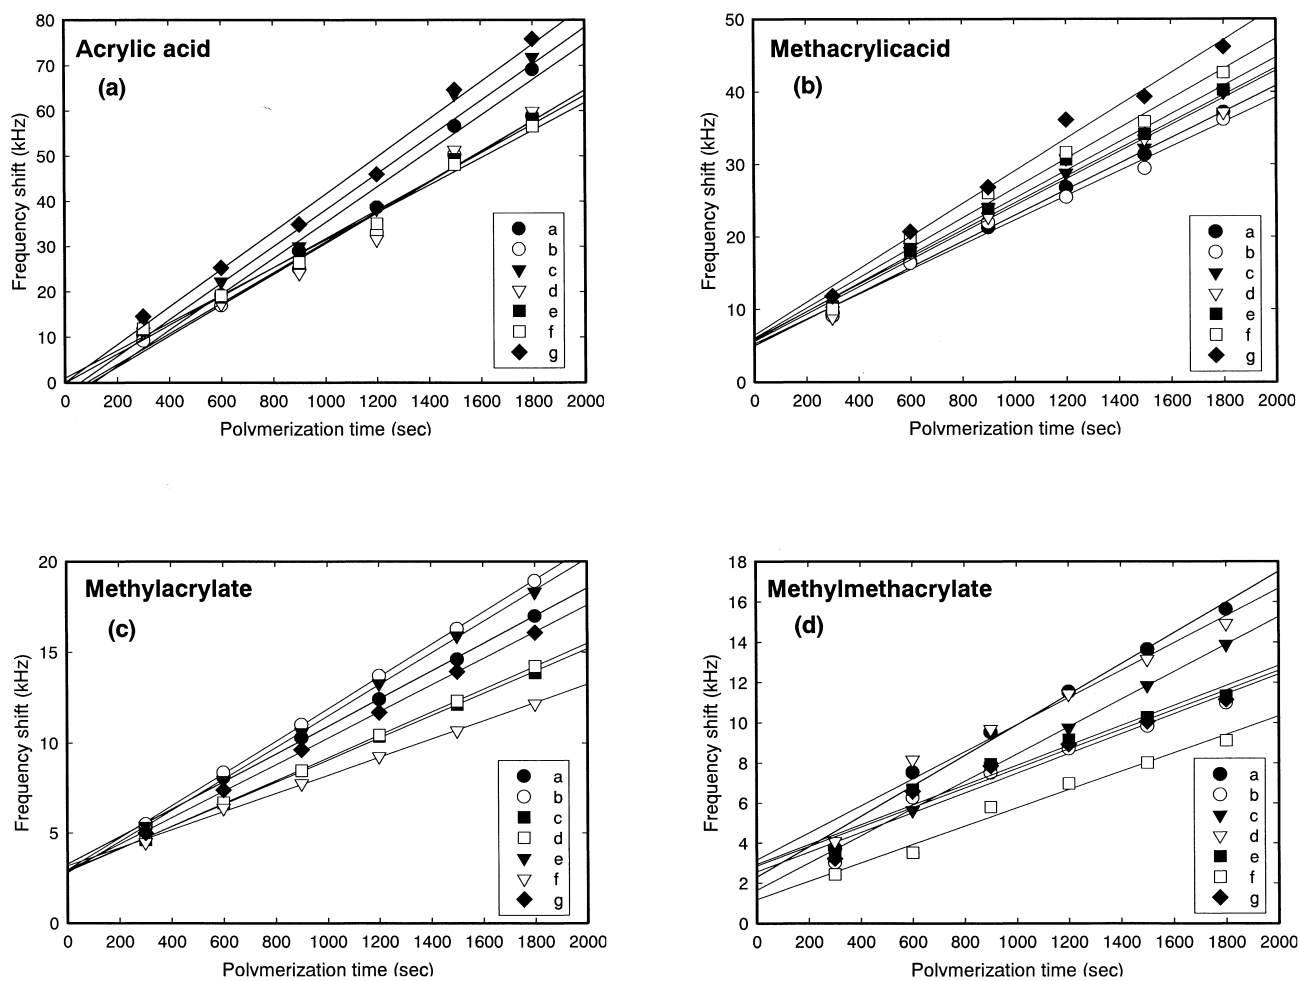 Acrylic acid
(a)
Frequency shift (kHz)
80
70
60
50
40
30
20
10
0
0 200 400 600 800 1000 1200 1400 1600 1800 2000
Polymerization time (sec)
a
b
c
d
e
f
g
Methacrylicacid
(b)
Frequency shift (kHz)
50
40
30
20
10
0
0 200 400 600 800 1000 1200 1400 1600 1800 2000
Polymerization time (sec)
a
b
c
d
e
f
g
Methylacrylate
(c)
Frequency shift (kHz)
20
15
10
5
0
0 200 400 600 800 1000 1200 1400 1600 1800 2000
Polymerization time (sec)
a
b
c
d
e
f
g
Methylmethacrylate
(d)
Frequency shift (kHz)
18
16
14
12
10
8
6
4
2
0
0 200 400 600 800 1000 1200 1400 1600 1800 2000
Polymerization time (sec)
a
b
c
d
e
f
g